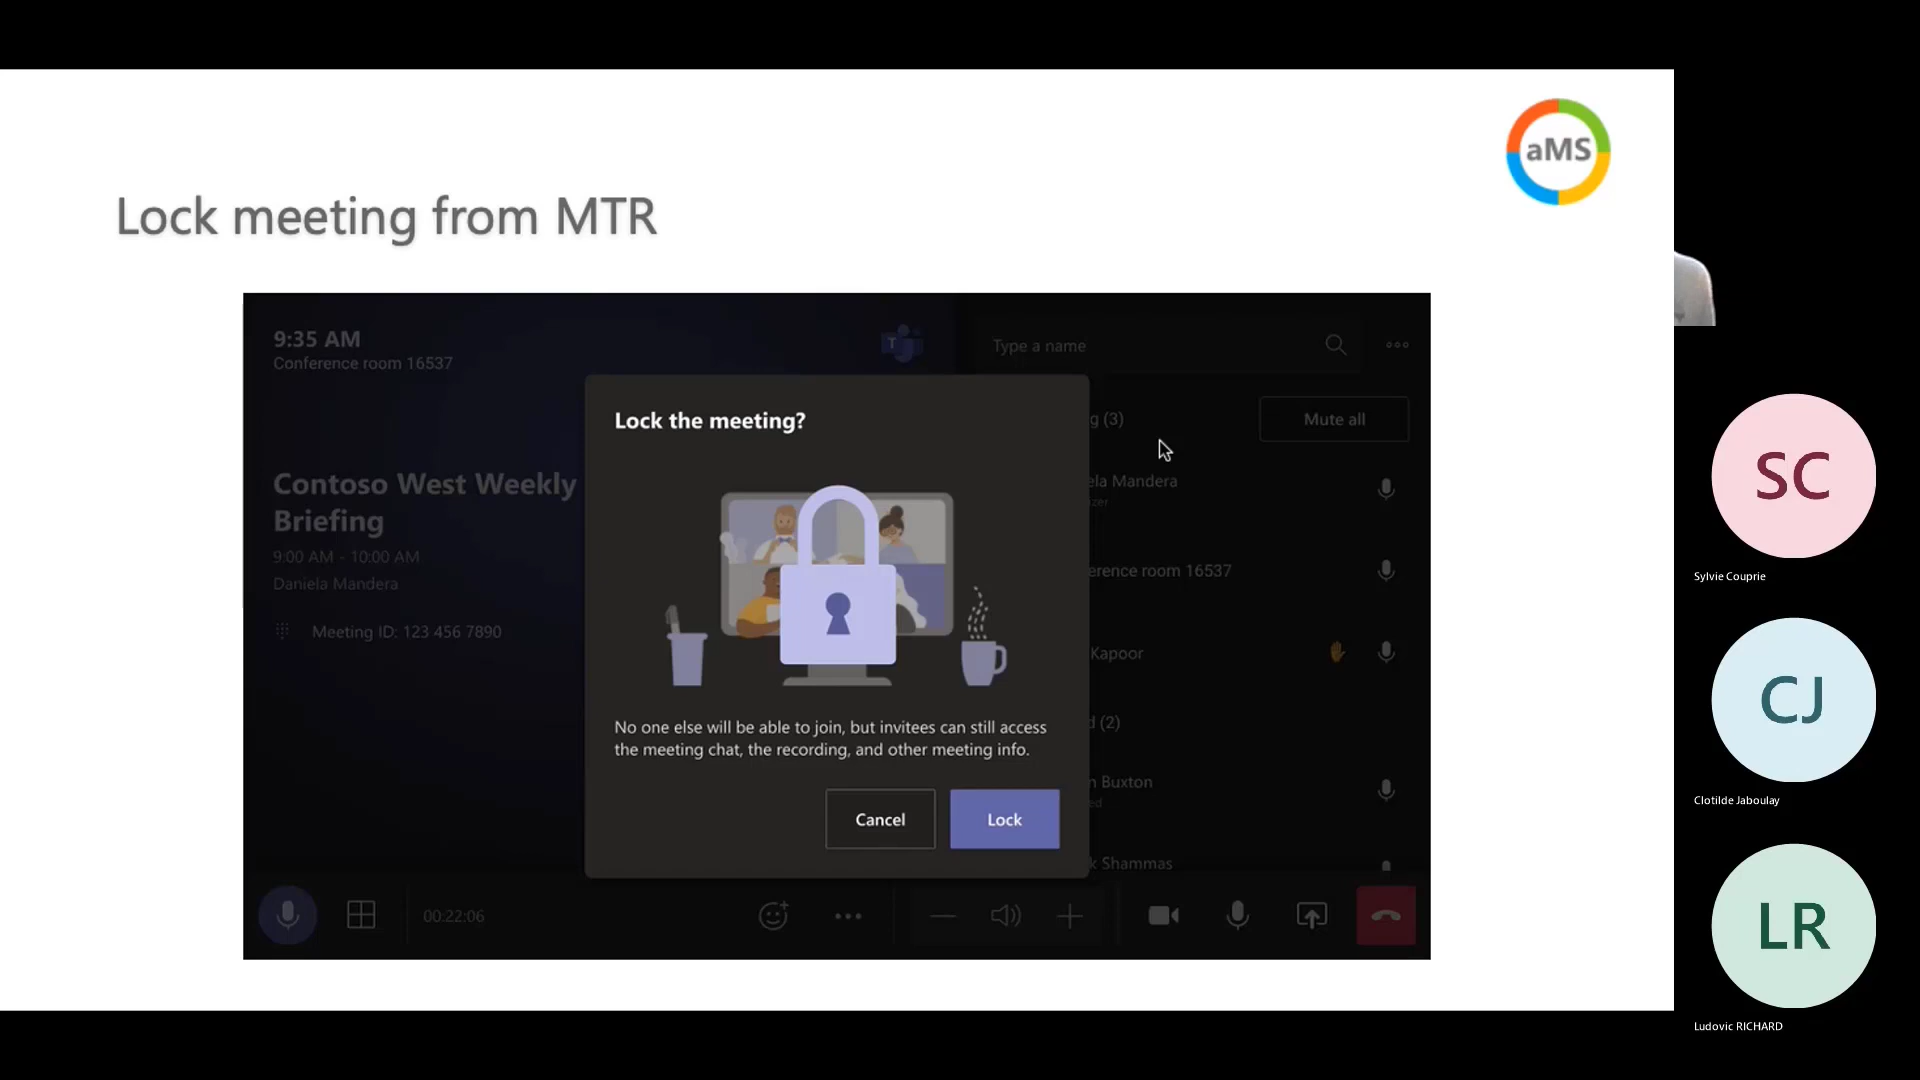 aMS
Lock meeting from MTR
9:35 AM
Conference room 16537
T
Type a name
Lock the meeting?
g (3)
Mute all
Contoso West Weekly
Briefing
9:00 AM - 10:00 AM
Daniela Mandera
Meeting ID: 123 456 7890
ela Mandera
izer
erence room 16537
Kapoor
d (2)
n Buxton
ed
k Shammas
No one else will be able to join, but invitees can still access
the meeting chat, the recording, and other meeting info.
Cancel
Lock
00:22:06
SC
Sylvie Couprie
CJ
Clotilde Jaboulay
LR
Ludovic RICHARD